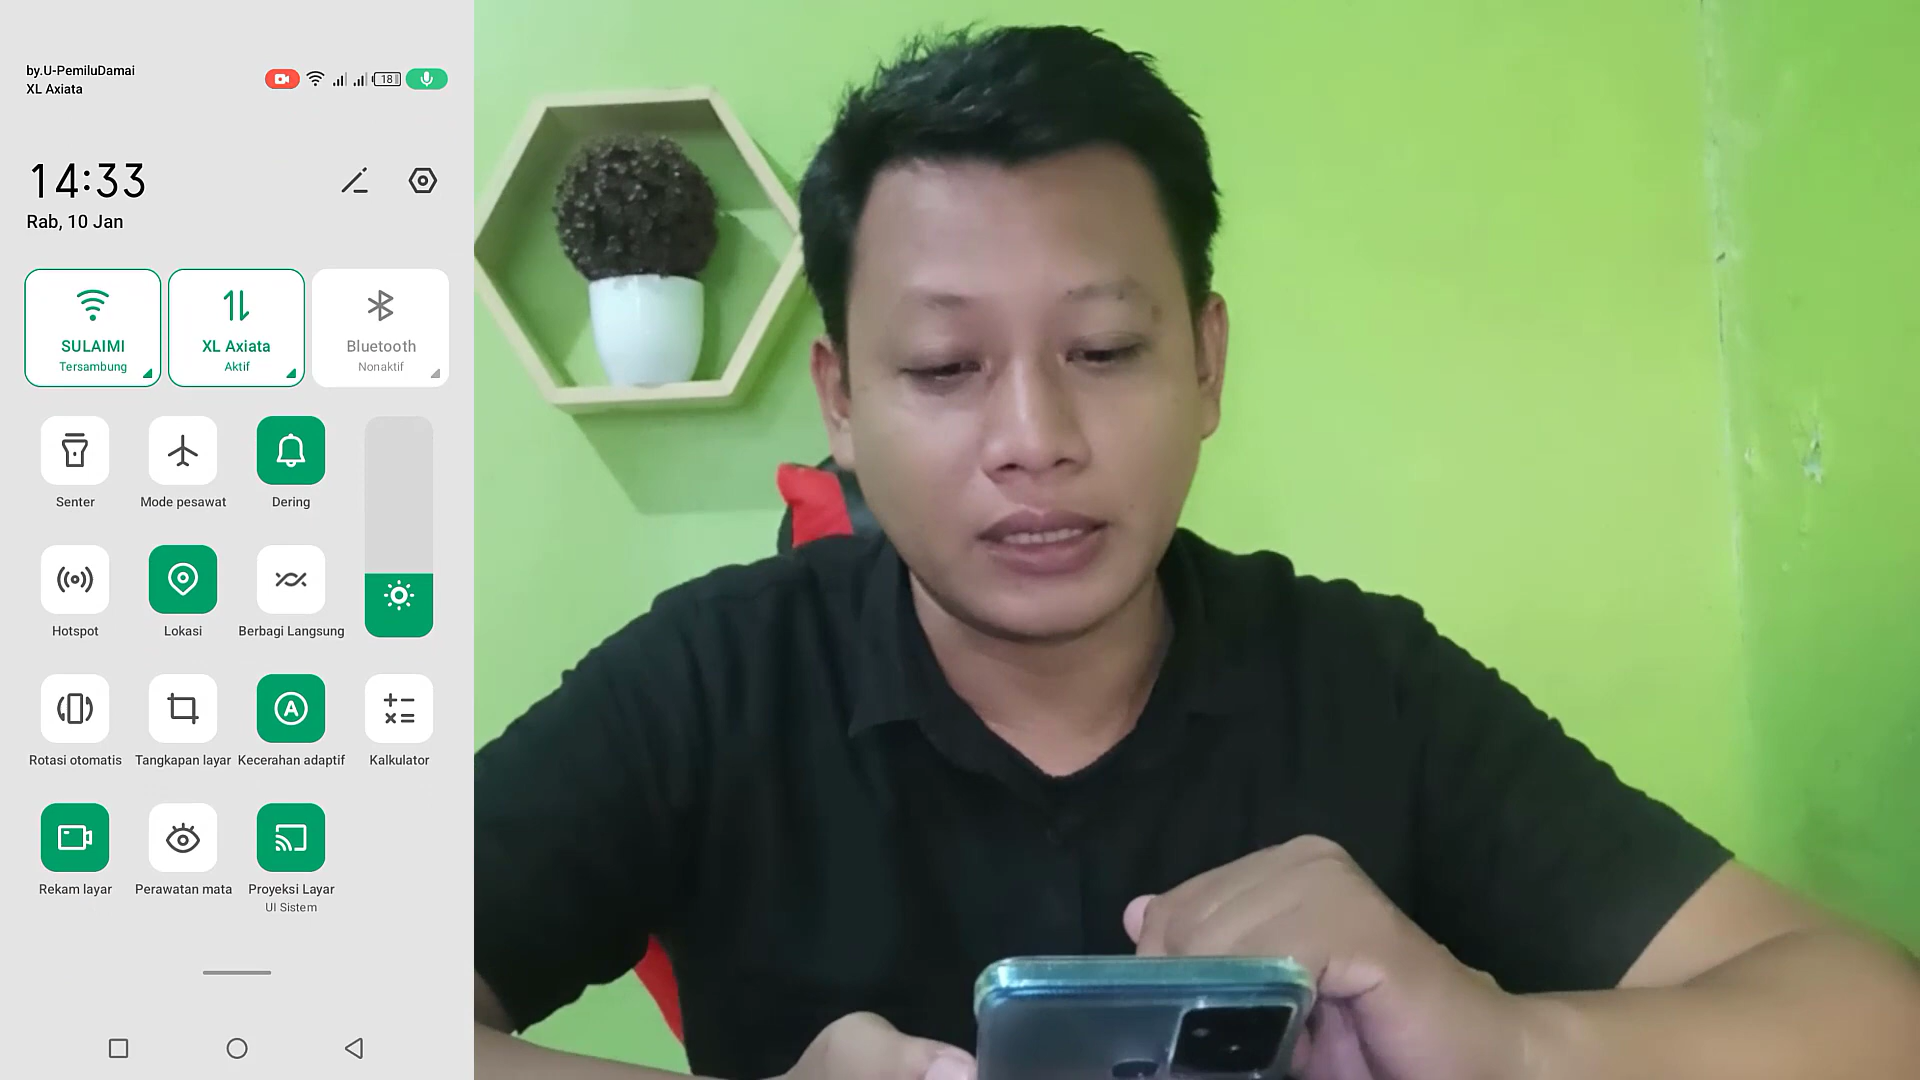 by.U-PemiluDamai
XL Axiata
18
14:33
Rab, 10 Jan
SULAIMI
Tersambung
XL Axiata
Aktif
Bluetooth
Nonaktif
Senter
Mode pesawat
Dering
Hotspot
Lokasi
Berbagi Langsung
Rotasi otomatis
Tangkapan layar
Kecerahan adaptif
Kalkulator
Rekam layar
Perawatan mata
Proyeksi Layar
UI Sistem